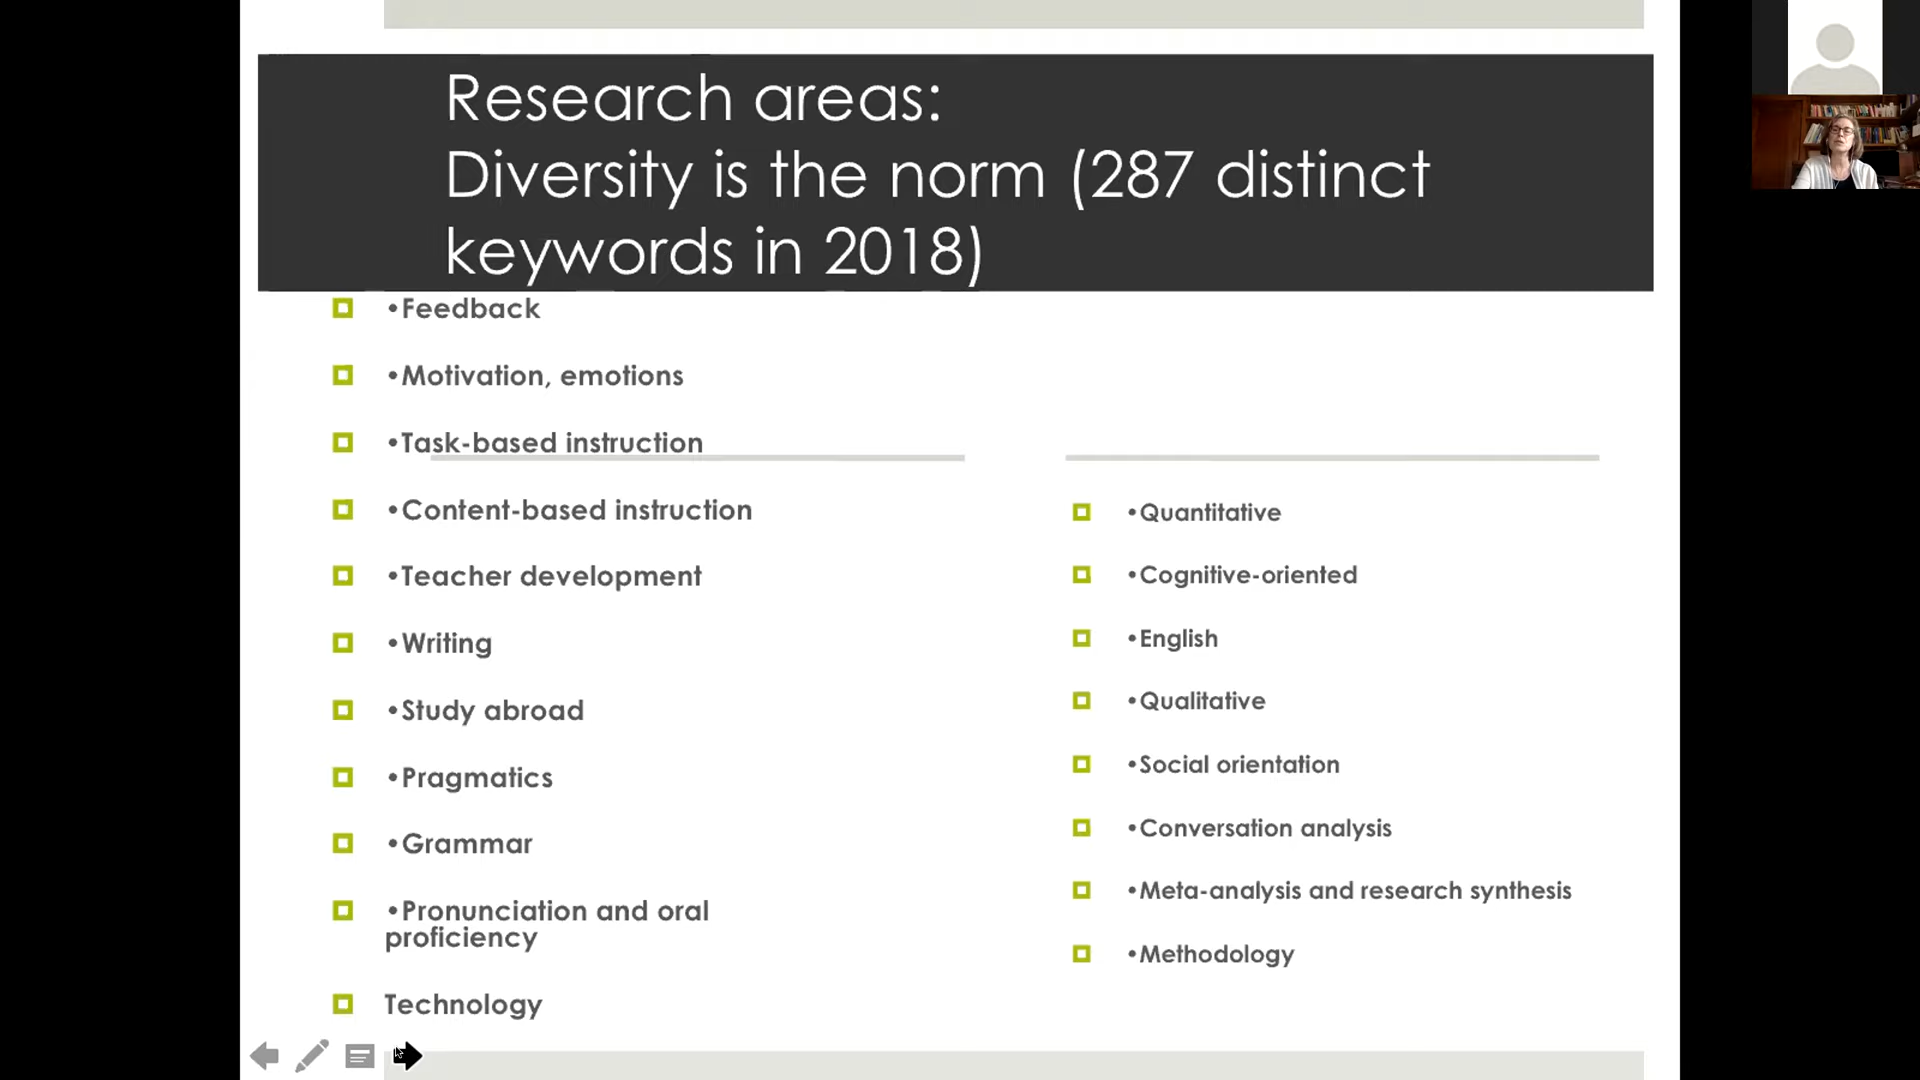 Research areas:
Diversity is the norm (287 distinct
keywords in 2018)
•Feedback
•Motivation, emotions
•Task-based instruction
•Content-based instruction
•Teacher development
•Writing
•Study abroad
•Pragmatics
•Grammar
•Pronunciation and oral
proficiency
Technology
•Quantitative
•Cognitive-oriented
•English
•Qualitative
•Social orientation
•Conversation analysis
•Meta-analysis and research synthesis
•Methodology